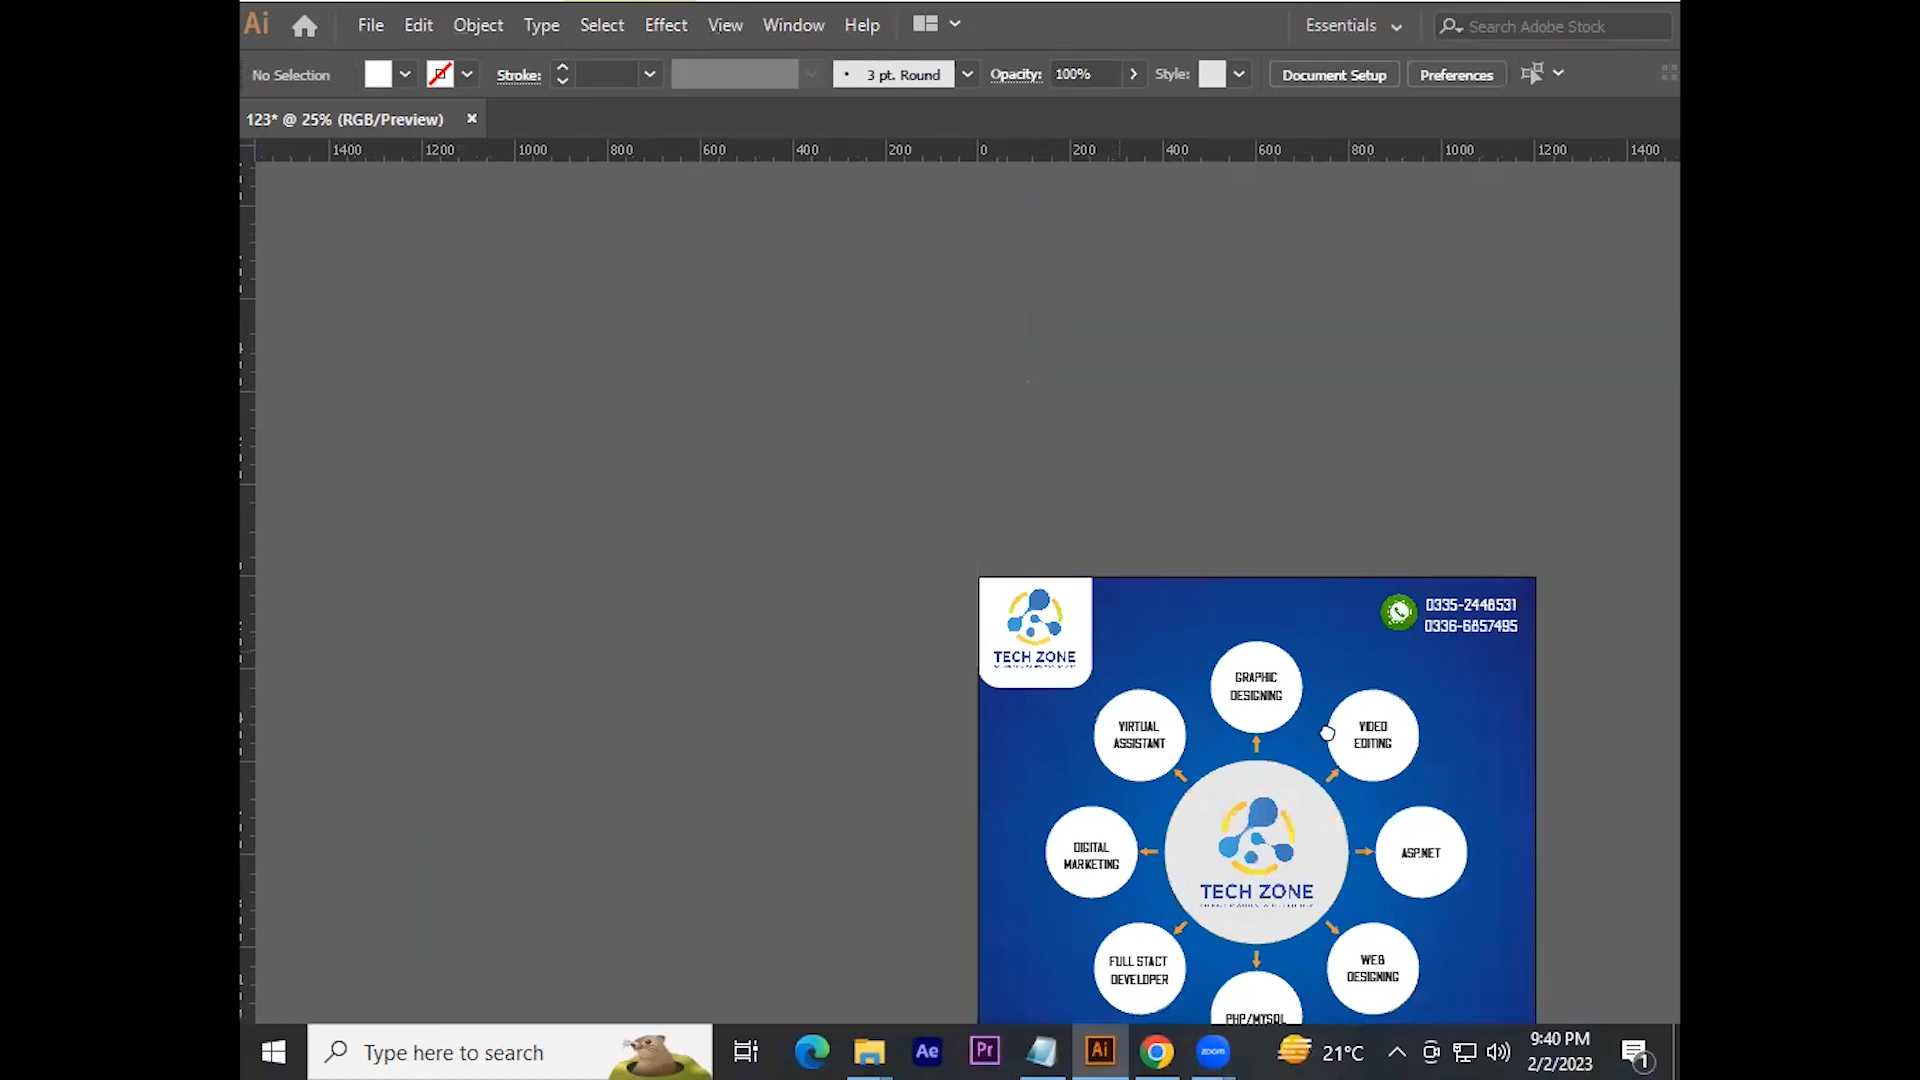 Ai File Edit Object Type Select Effect View Window Help Essentials Search Adobe Stock
No Selection Stroke: 3 pt. Round Opacity: 100% Style: Document Setup Preferences
123* @ 25% (RGB/Preview) ×
1400 1200 1000 800 600 400 200 0 200 400 600 800 1000 1200 1400
0335-2448531
0336-6857495
TECH ZONE
GRAPHIC
DESIGNING
VIRTUAL
ASSISTANT
VIDEO
EDITING
DIGITAL
MARKETING
TECH ZONE
ASP.NET
FULL STACT
DEVELOPER
WEB
DESIGNING
PHP/MYSQL
Type here to search
Ae
Pr
Ai
zoom
21°C
9:40 PM
2/2/2023
1